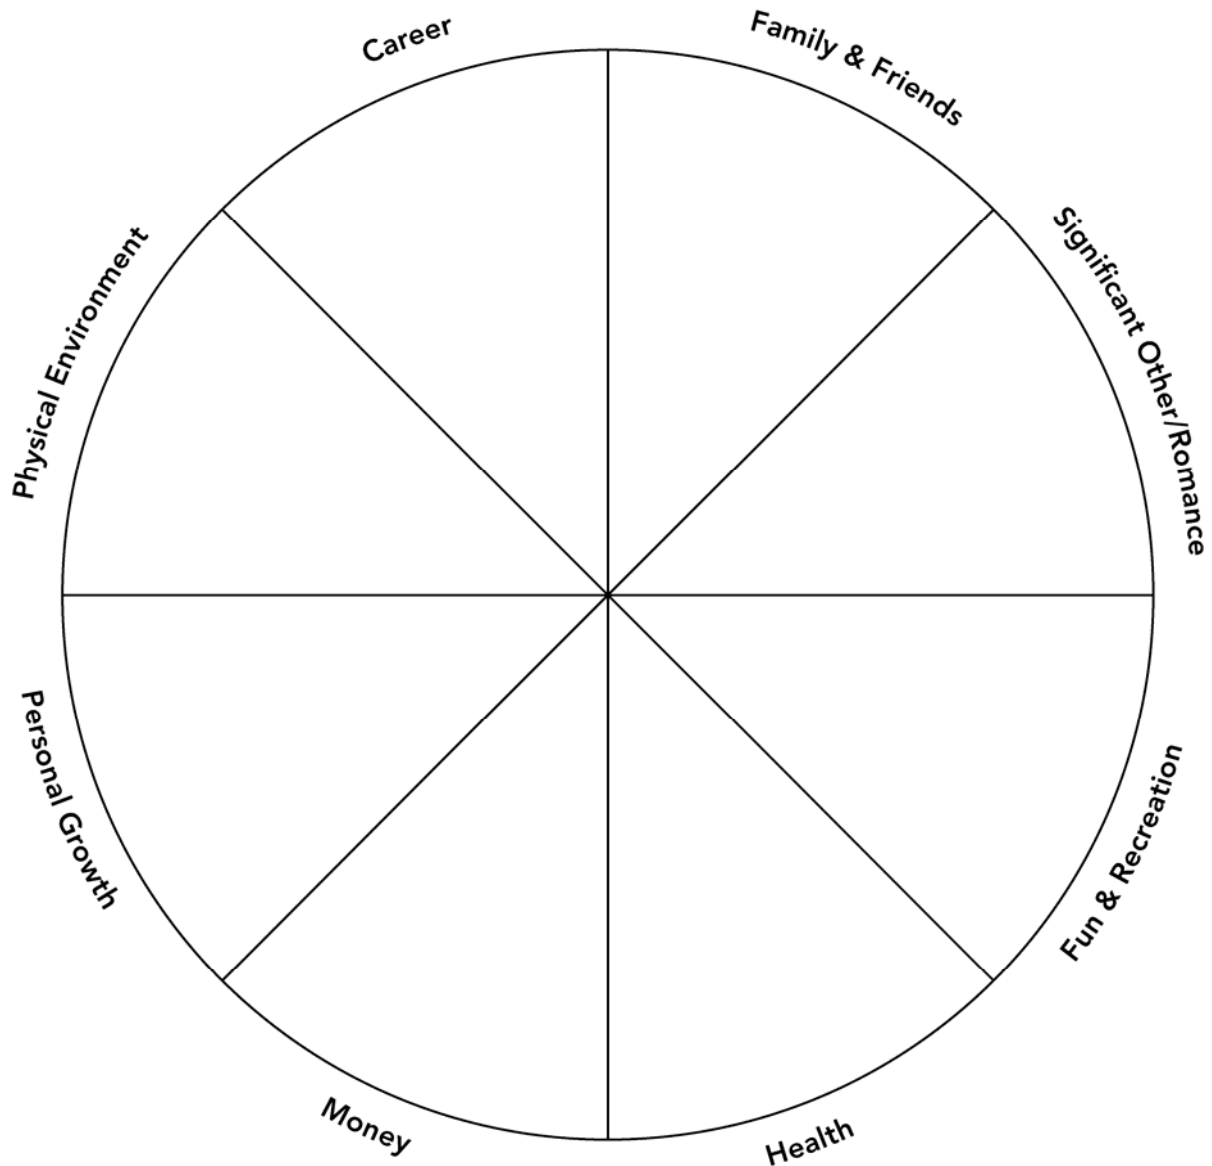 Career
Family & Friends
Significant Other/Romance
Fun & Recreation
Health
Money
Personal Growth
Physical Environment